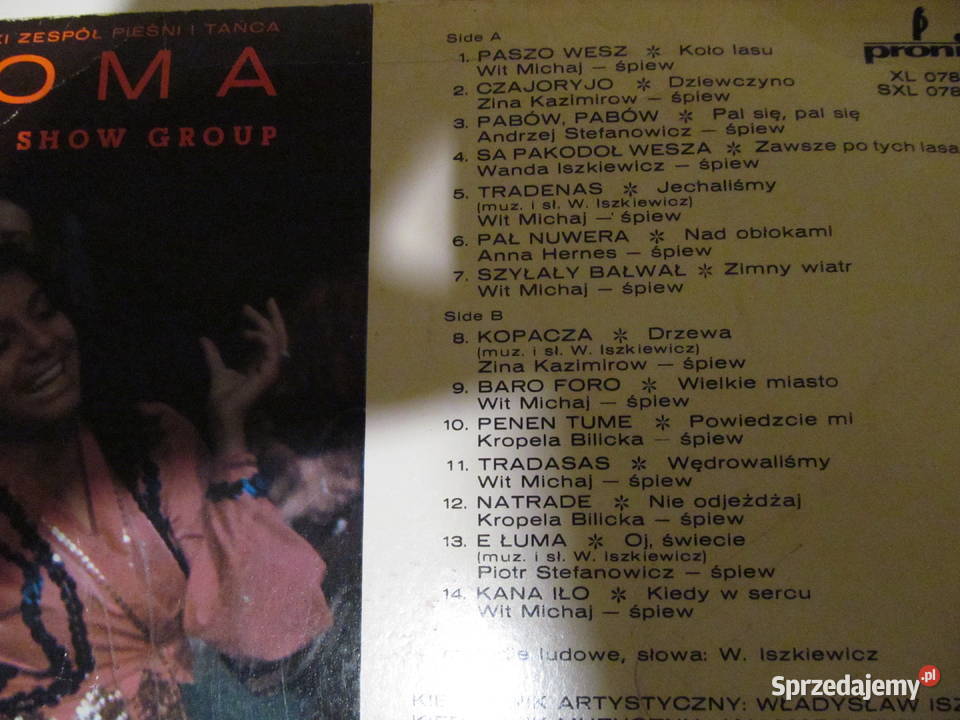 KI ZESPÓŁ PIEŚNI I TAŃCA
OMA
SHOW GROUP
Side A
1. PASZO WESZ ✲ Koło lasu
Wit Michaj — śpiew
2. CZAJORYJO ✲ Dziewczyno
Zina Kazimirow — śpiew
3. PABÓW, PABÓW ✲ Pal się, pal się
Andrzej Stefanowicz — śpiew
4. SA PAKODOŁ WESZA ✲ Zawsze po tych lasa
Wanda Iszkiewicz — śpiew
5. TRADENAS ✲ Jechaliśmy
(muz. i sł. W. Iszkiewicz)
Wit Michaj — śpiew
6. PAŁ NUWERA ✲ Nad obłokami
Anna Hernes — śpiew
7. SZYŁAŁY BAŁWAŁ ✲ Zimny wiatr
Wit Michaj — śpiew
Side B
8. KOPACZA ✲ Drzewa
(muz. i sł. W. Iszkiewicz)
Zina Kazimirow — śpiew
9. BARO FORO ✲ Wielkie miasto
Wit Michaj — śpiew
10. PENEN TUME ✲ Powiedzcie mi
Kropela Bilicka — śpiew
11. TRADASAS ✲ Wędrowaliśmy
Wit Michaj — śpiew
12. NATRADE ✲ Nie odjeżdżaj
Kropela Bilicka — śpiew
13. E ŁUMA ✲ Oj, świecie
(muz. i sł. W. Iszkiewicz)
Piotr Stefanowicz — śpiew
14. KANA IŁO ✲ Kiedy w sercu
Wit Michaj — śpiew
ludowe, słowa: W. Iszkiewicz
ARTYSTYCZNY: WŁADYSŁAW ISZ
pronit
XL 078
SXL 078
Sprzedajemy.pl